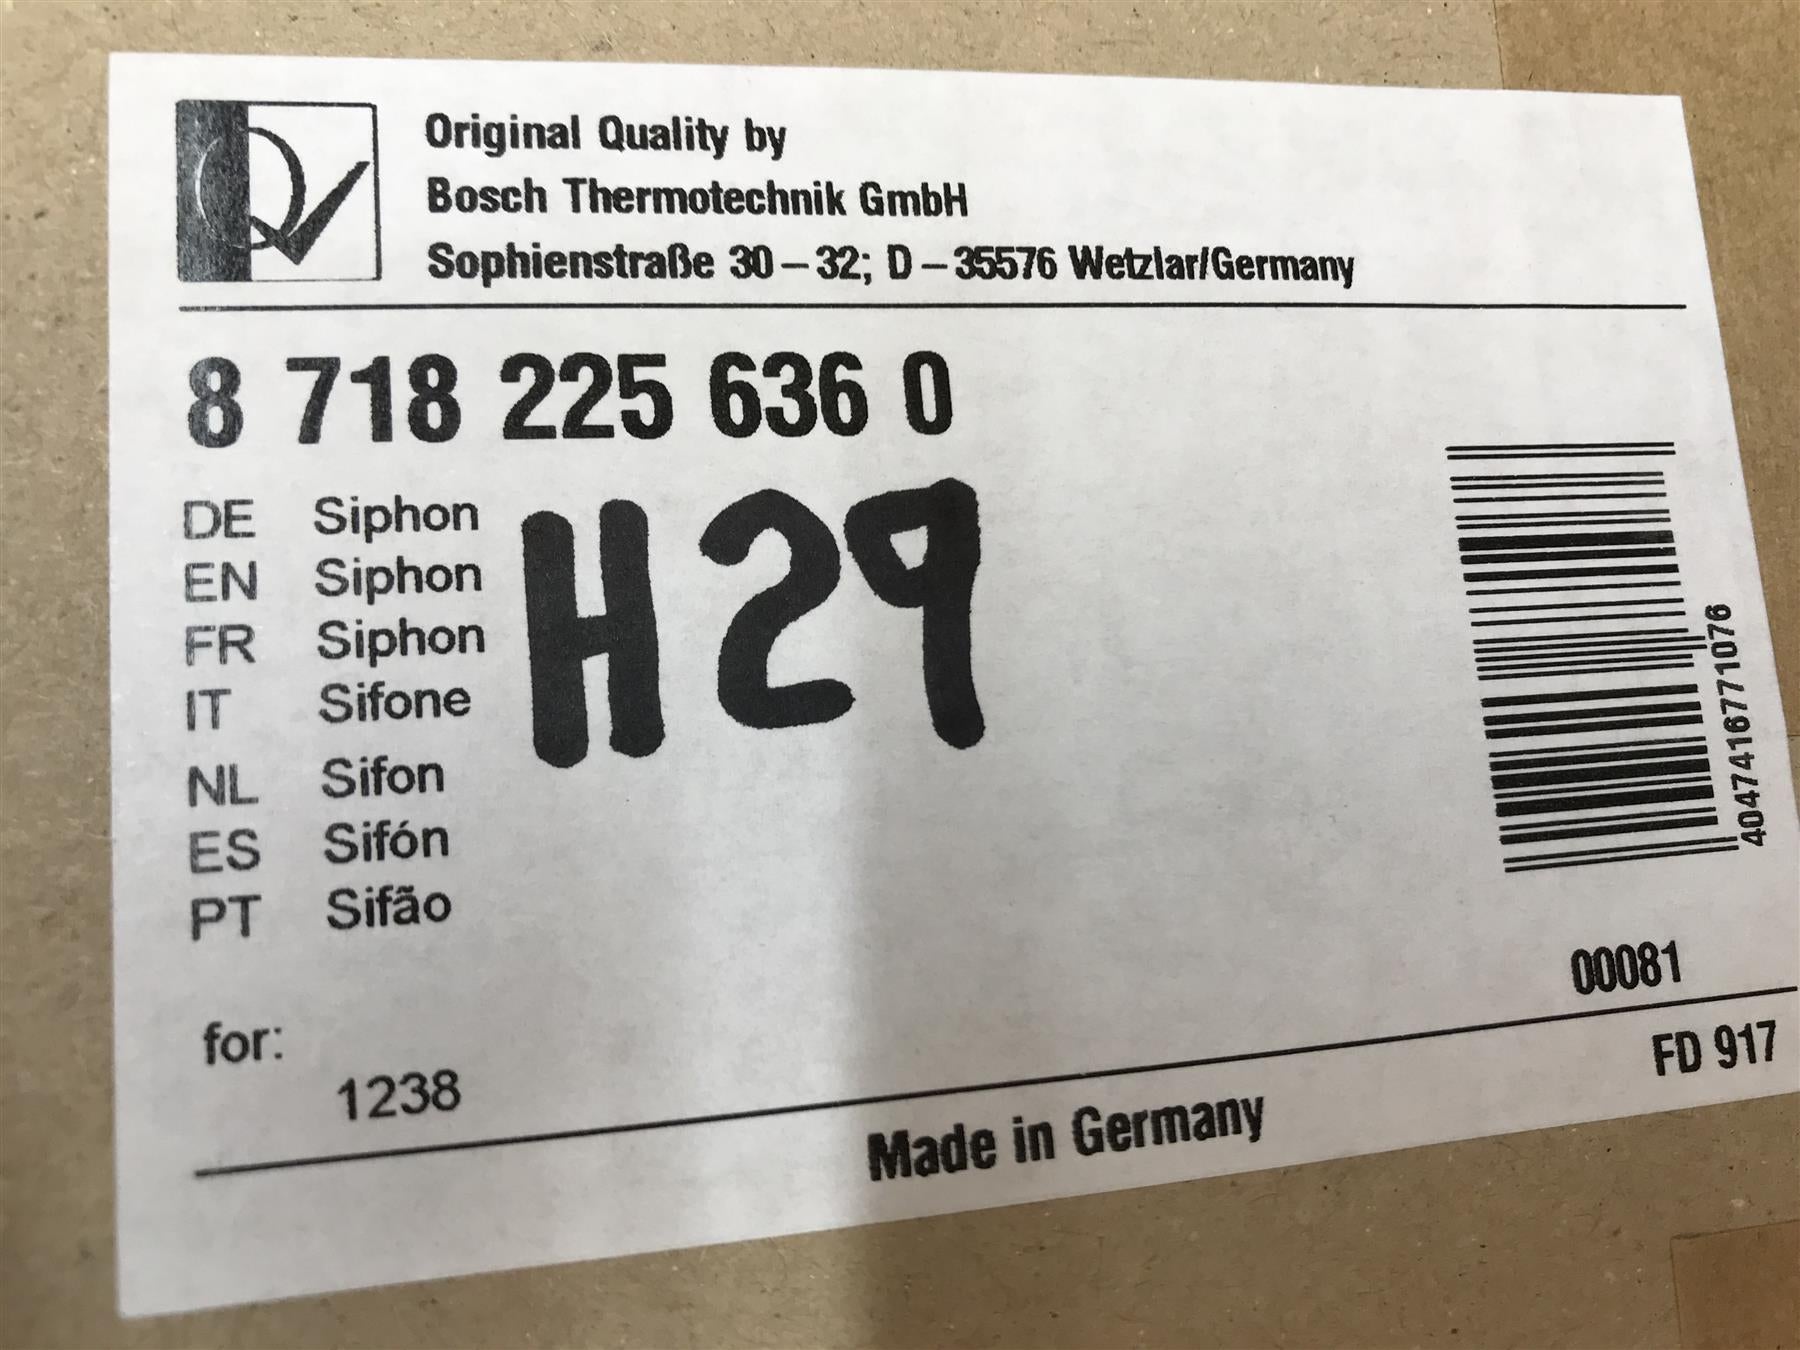 Original Quality by
Bosch Thermotechnik GmbH
Sophienstraße 30 – 32; D – 35576 Wetzlar/Germany
8 718 225 636 0
DE Siphon
EN Siphon
FR Siphon
IT Sifone
NL Sifon
ES Sifón
PT Sifão
H29
4047416771076
00081
for:
1238
FD 917
Made in Germany